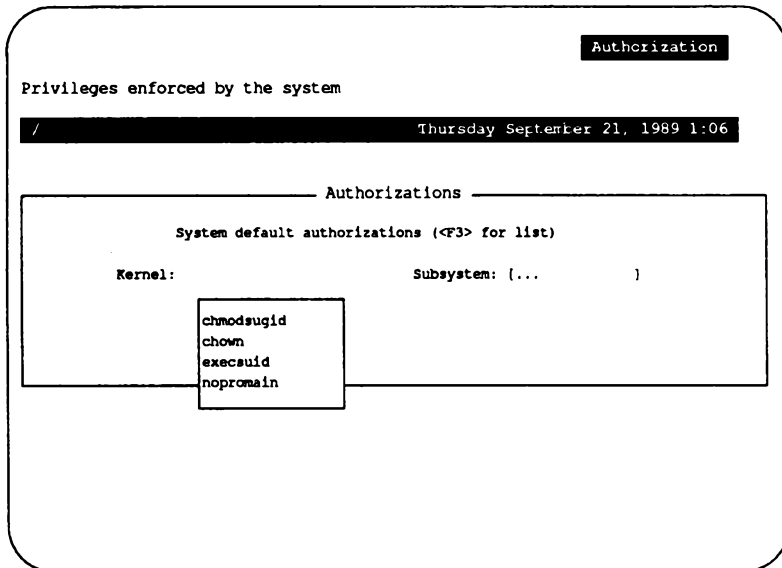 Authorization
Privileges enforced by the system
/ Thursday September 21, 1989 1:06
Authorizations
System default authorizations (<F3> for list)
Kernel: Subsystem: [... ]
chmodsugid
chown
execsuid
nopromain